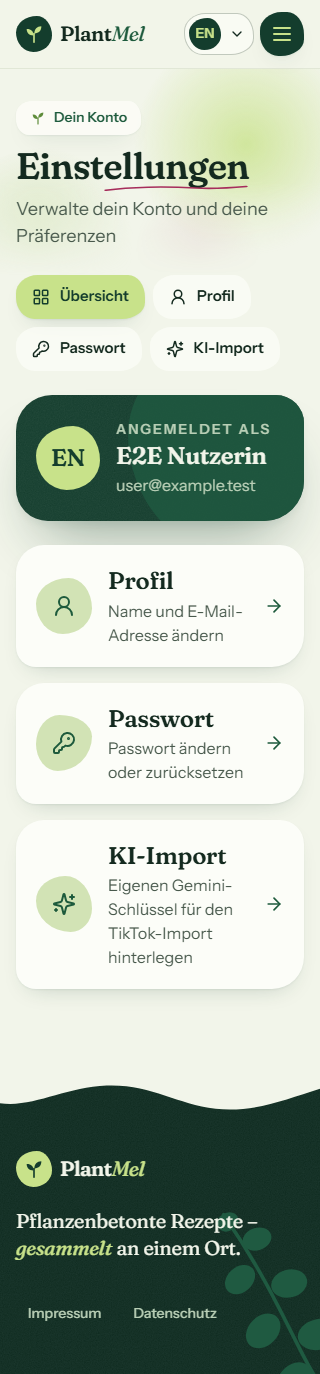 PlantMel
EN
Dein Konto
Einstellungen
Verwalte dein Konto und deine
Präferenzen
Übersicht
Profil
Passwort
KI-Import
EN
ANGEMELDET ALS
E2E Nutzerin
user@example.test
Profil
Name und E-Mail-
Adresse ändern
Passwort
Passwort ändern
oder zurücksetzen
KI-Import
Eigenen Gemini-
Schlüssel für den
TikTok-Import
hinterlegen
PlantMel
Pflanzenbetonte Rezepte –
gesammelt an einem Ort.
Impressum
Datenschutz